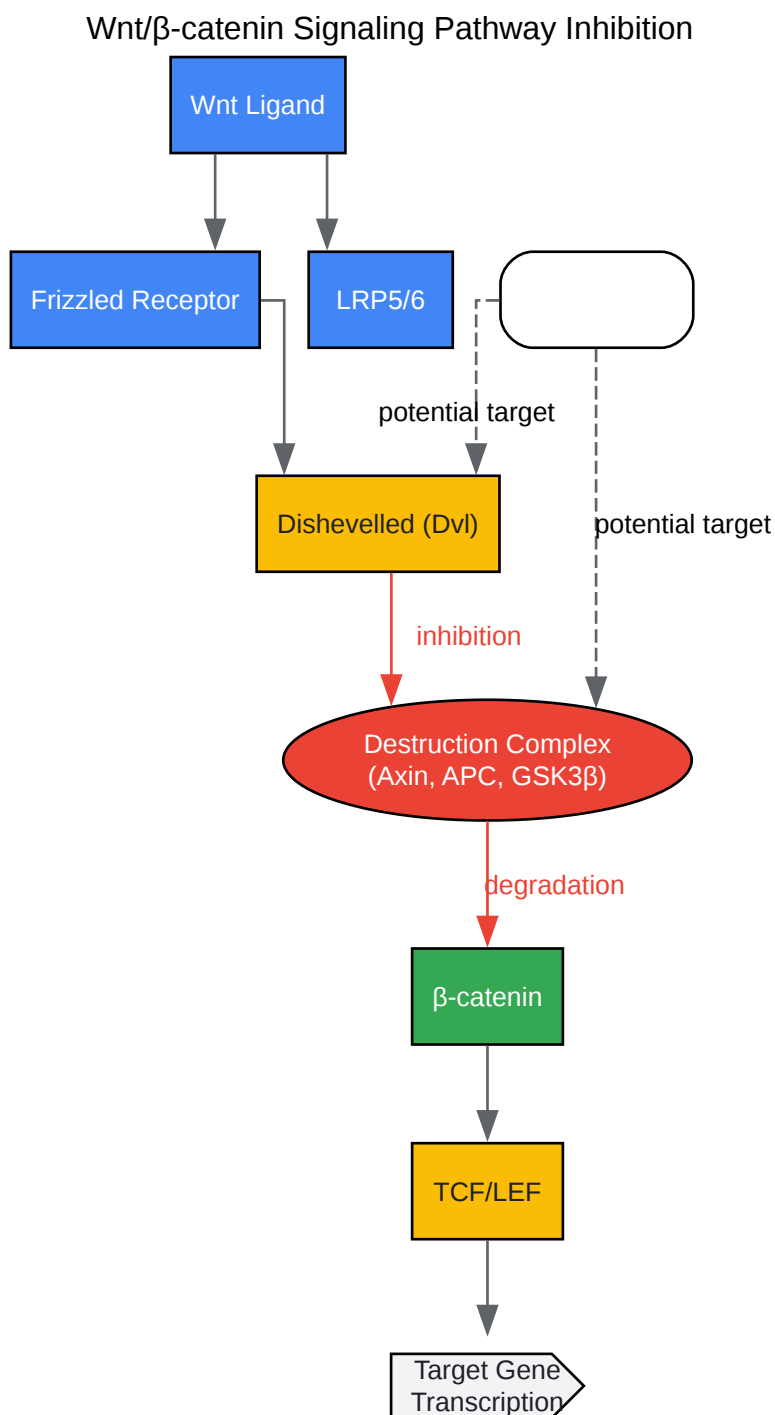 Wnt/β-catenin Signaling Pathway Inhibition
Wnt Ligand
Frizzled Receptor
LRP5/6
potential target
Dishevelled (Dvl)
potential target
inhibition
Destruction Complex
(Axin, APC, GSK3β)
degradation
β-catenin
TCF/LEF
Target Gene
Transcription